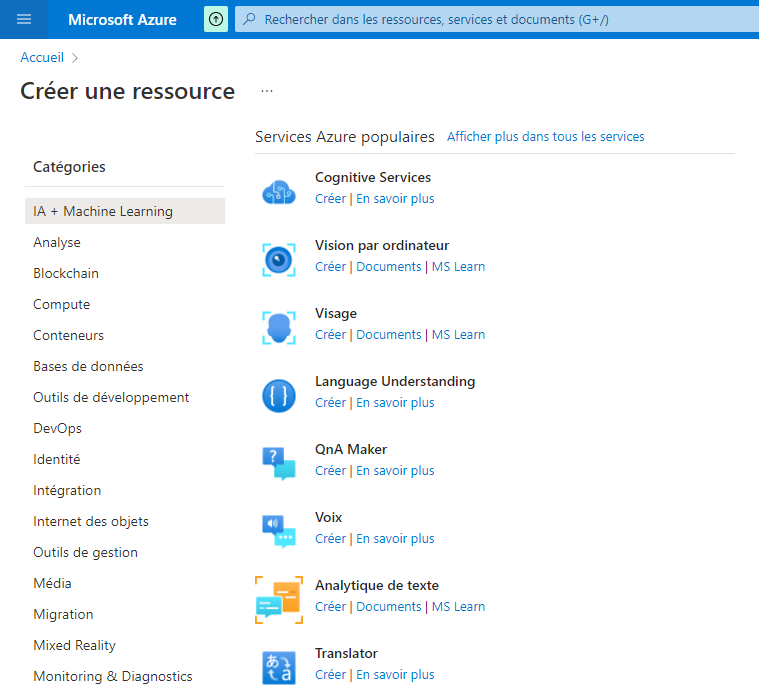 Microsoft Azure
Rechercher dans les ressources, services et documents (G+/)
Accueil
Créer une ressource
...
Catégories
IA + Machine Learning
Analyse
Blockchain
Compute
Conteneurs
Bases de données
Outils de développement
DevOps
Identité
Intégration
Internet des objets
Outils de gestion
Média
Migration
Mixed Reality
Monitoring & Diagnostics
Services Azure populaires Afficher plus dans tous les services
Cognitive Services
Créer | En savoir plus
Vision par ordinateur
Créer | Documents | MS Learn
Visage
Créer | Documents | MS Learn
Language Understanding
Créer | En savoir plus
QnA Maker
Créer | En savoir plus
Voix
Créer | En savoir plus
Analytique de texte
Créer | Documents | MS Learn
Translator
Créer | En savoir plus